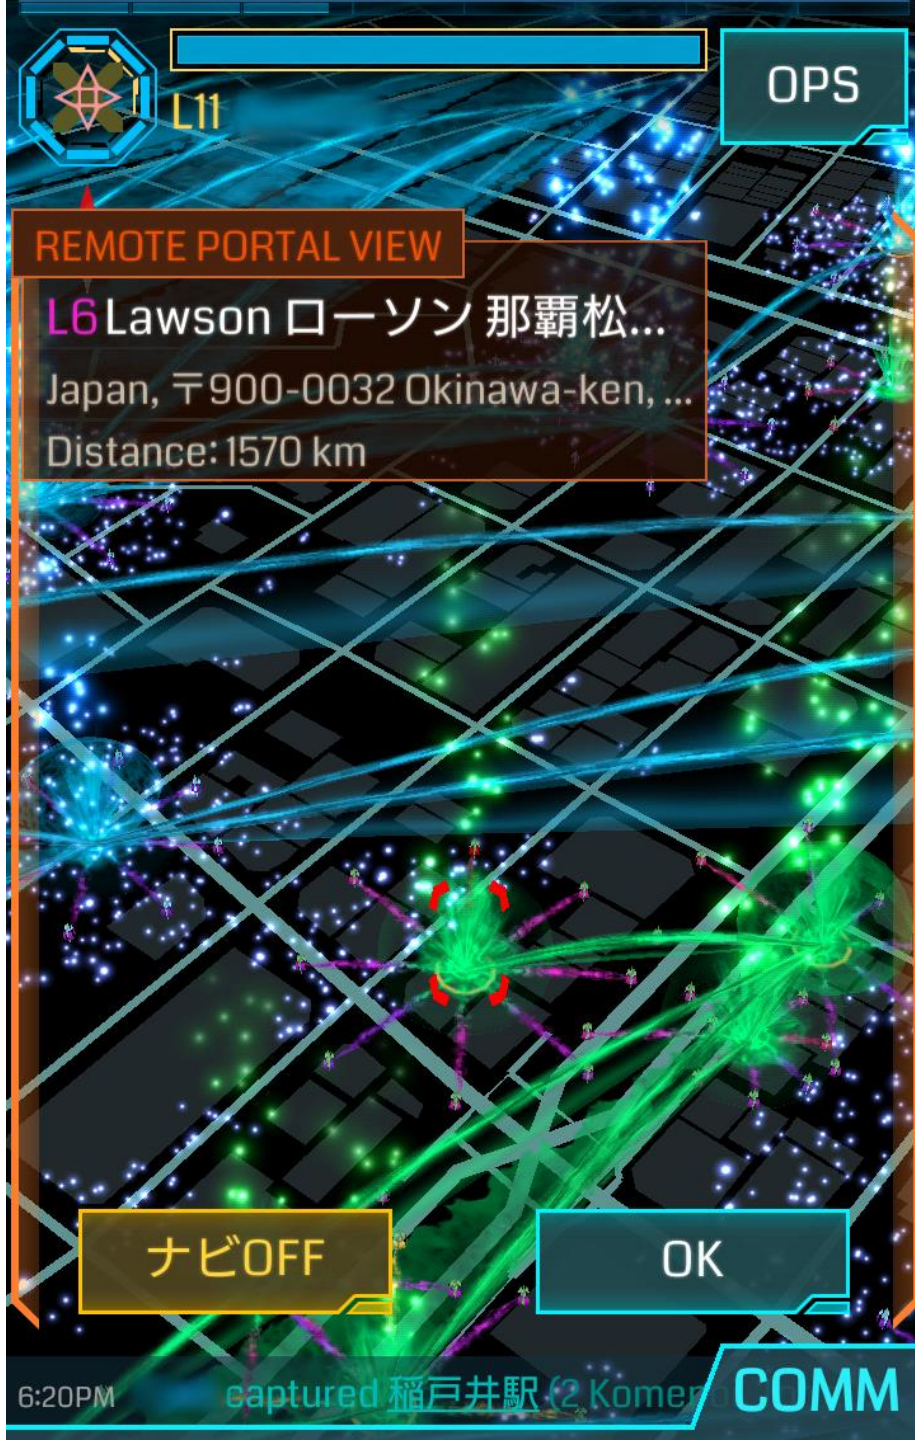 OPS
L11
REMOTE PORTAL VIEW
L6 Lawson ローソン 那覇松...
Japan, 〒900-0032 Okinawa-ken, ...
Distance: 1570 km
ナビOFF
OK
6:20PM captured 稲戸井駅 (2 Komeno
COMM